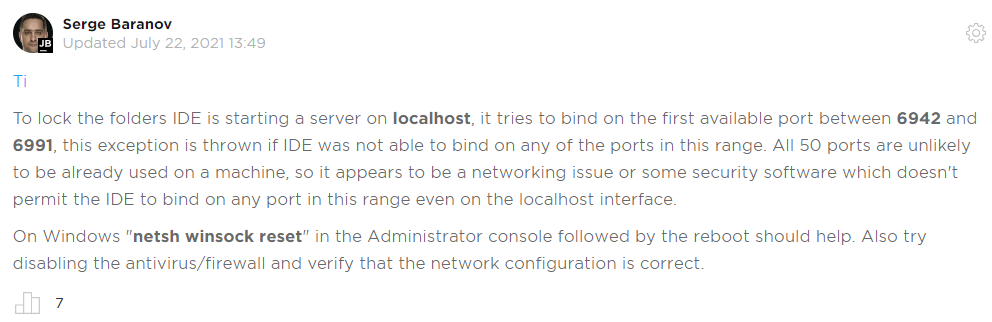 Serge Baranov
JB
Updated July 22, 2021 13:49
Ti
To lock the folders IDE is starting a server on localhost, it tries to bind on the first available port between 6942 and
6991, this exception is thrown if IDE was not able to bind on any of the ports in this range. All 50 ports are unlikely
to be already used on a machine, so it appears to be a networking issue or some security software which doesn't
permit the IDE to bind on any port in this range even on the localhost interface.
On Windows "netsh winsock reset" in the Administrator console followed by the reboot should help. Also try
disabling the antivirus/firewall and verify that the network configuration is correct.
7